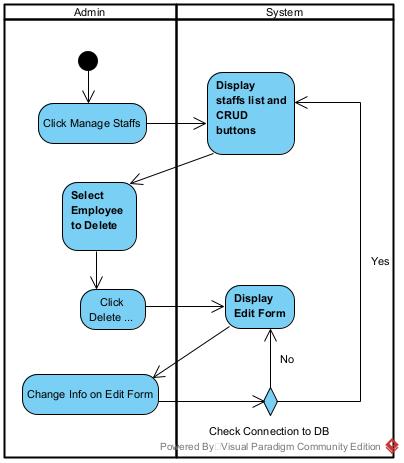 Admin
System
Click Manage Staffs
Display
staffs list and
CRUD
buttons
Select
Employee
to Delete
Yes
Click
Delete ...
Display
Edit Form
No
Change Info on Edit Form
Check Connection to DB
Powered By Visual Paradigm Community Edition